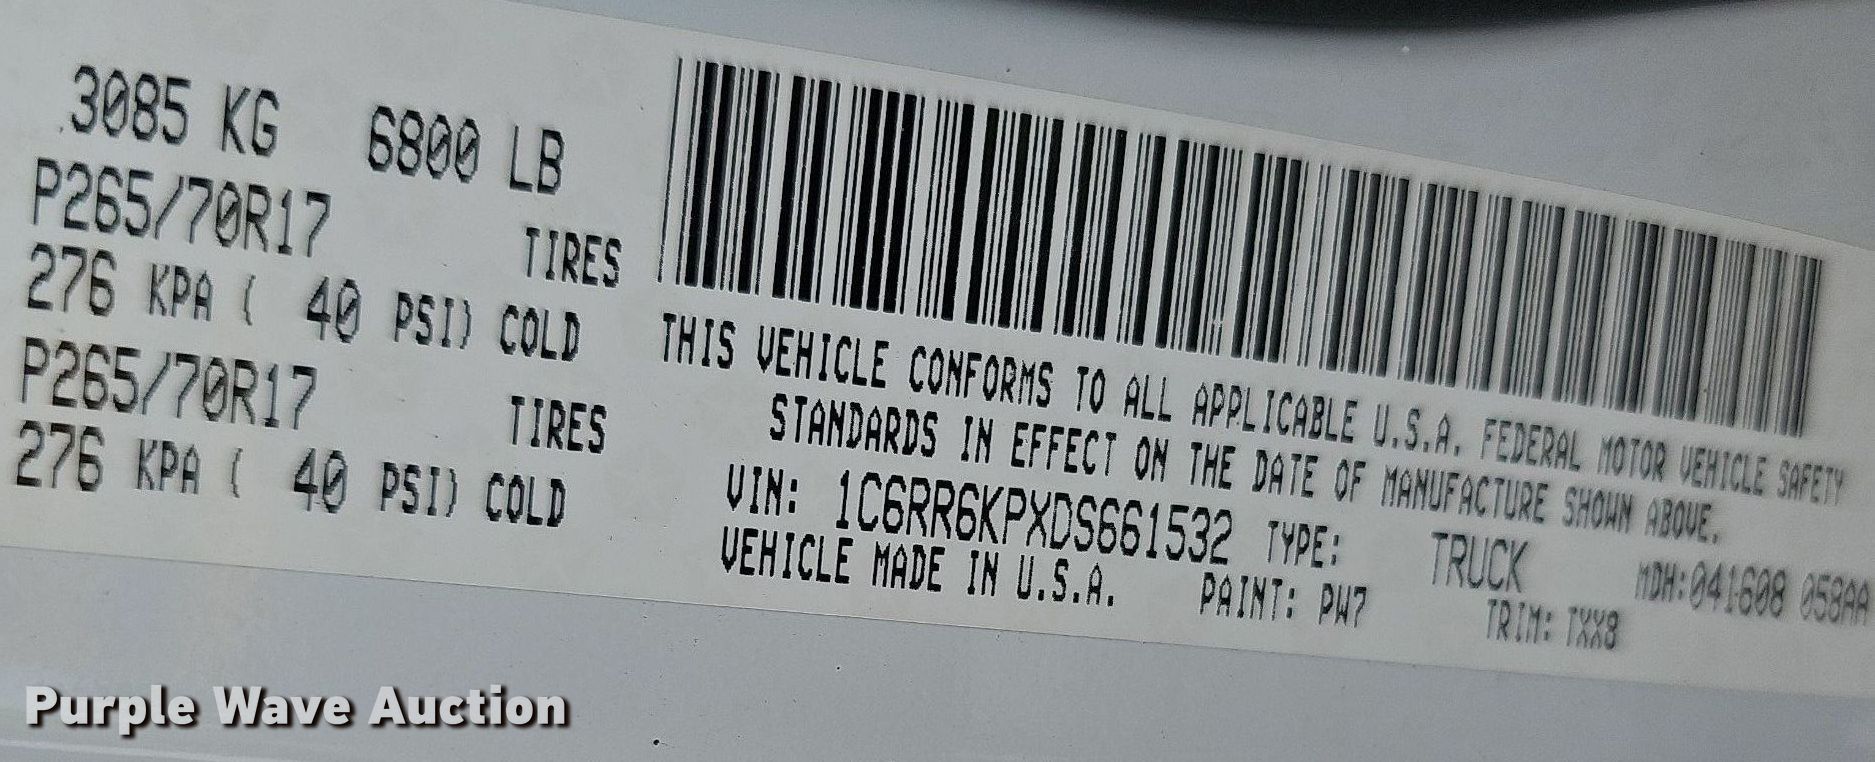 3085 KG 6800 LB
P265/70R17 TIRES
276 KPA ( 40 PSI) COLD
P265/70R17 TIRES
276 KPA ( 40 PSI) COLD
THIS VEHICLE CONFORMS TO ALL APPLICABLE U.S.A. FEDERAL MOTOR VEHICLE SAFETY
STANDARDS IN EFFECT ON THE DATE OF MANUFACTURE SHOWN ABOVE.
VIN: 1C6RR6KPXDS661532 TYPE: TRUCK MDH:041608 058AA
VEHICLE MADE IN U.S.A. PAINT: PW7 TRIM: TXX8
Purple Wave Auction